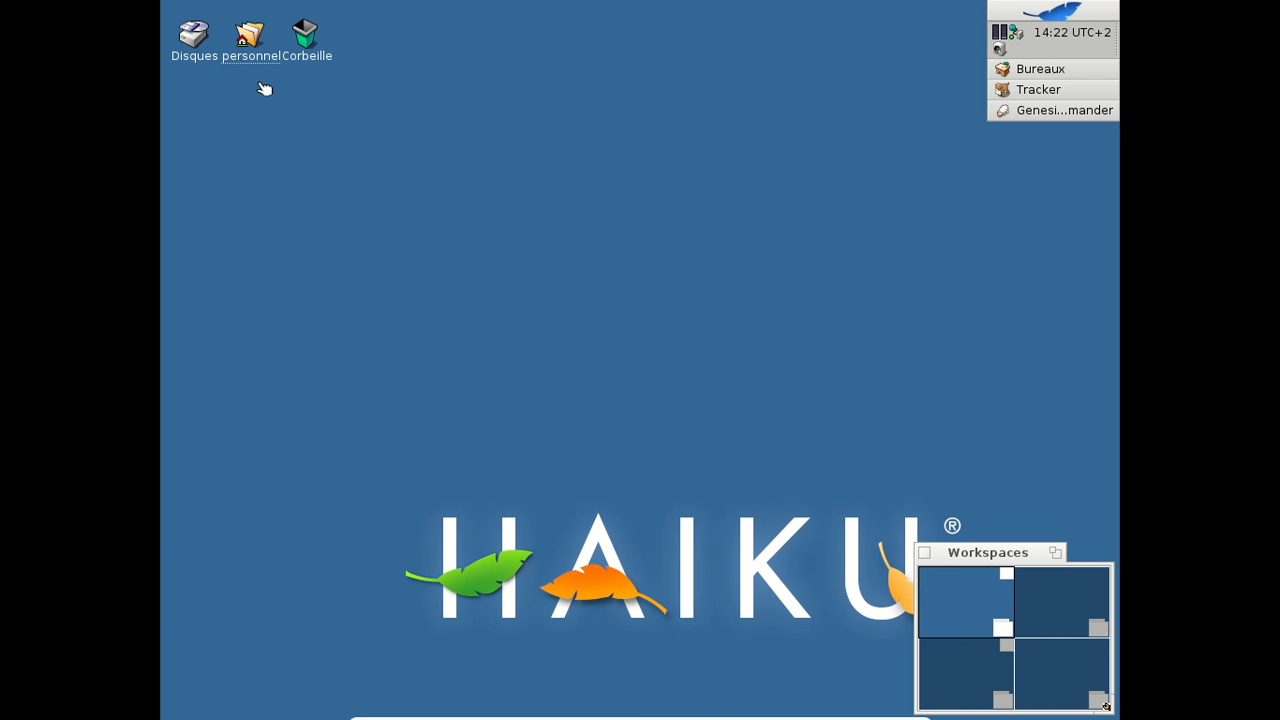 Disques personnel Corbeille
14:22 UTC+2
Bureaux
Tracker
Genesi...mander
HAIKU®
Workspaces